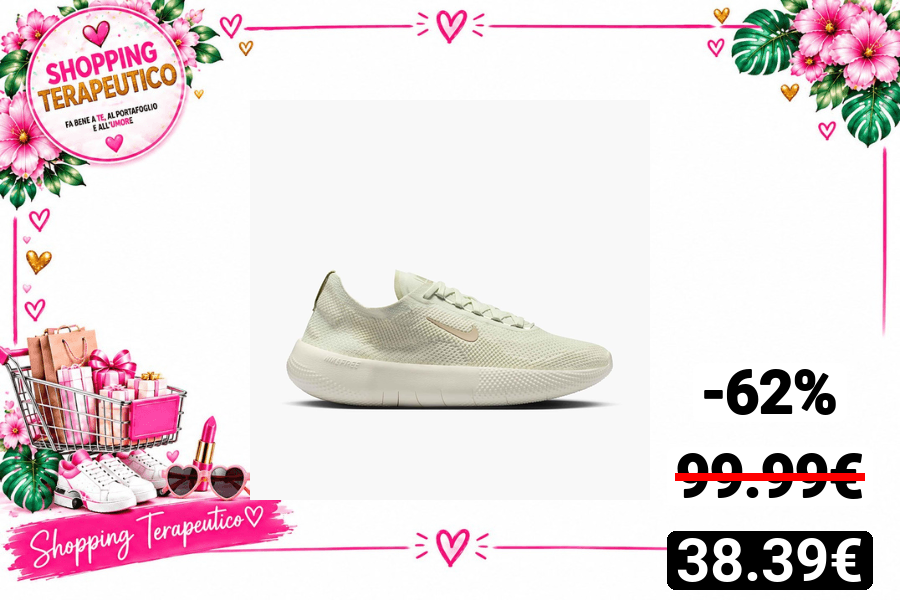 SHOPPING
TERAPEUTICO
FA BENE A TE, AL PORTAFOGLIO
E ALL'UMORE
-62%
99.99€
38.39€
Shopping Terapeutico